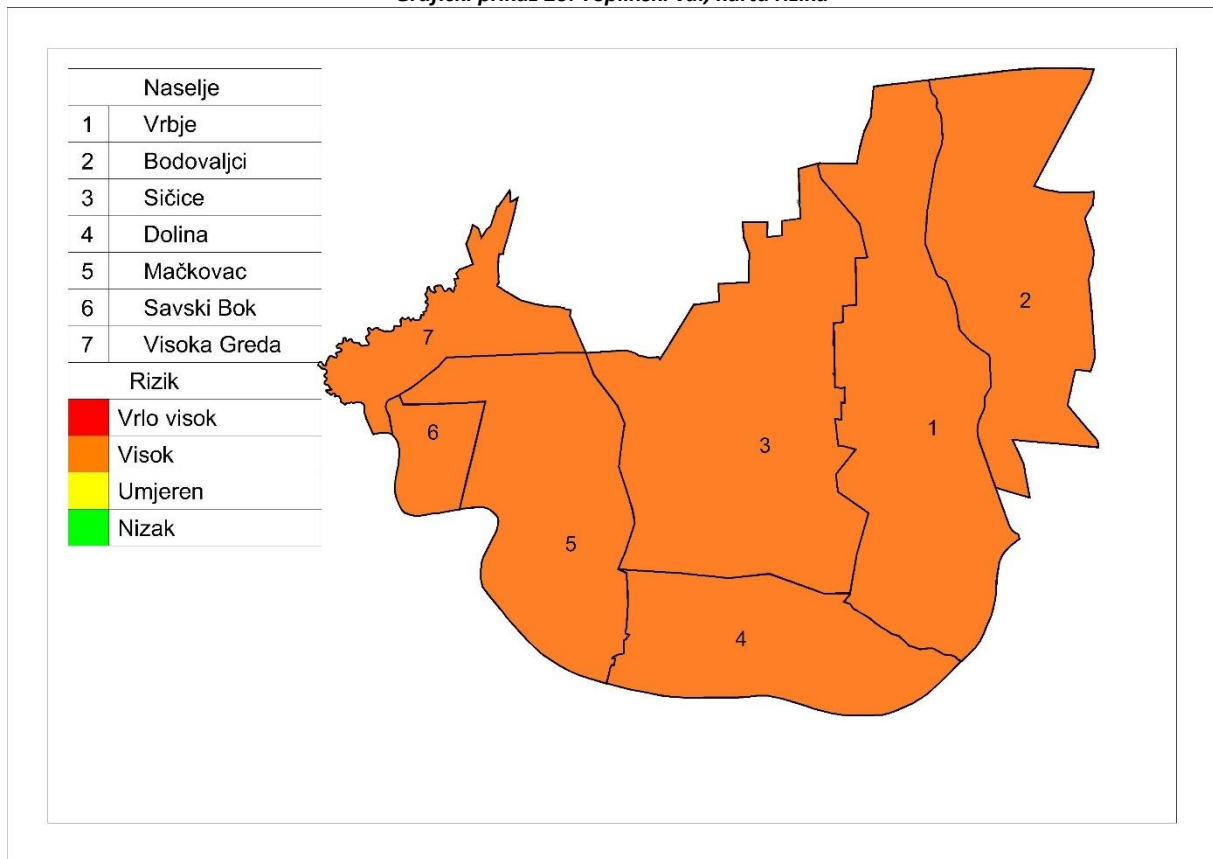 Naselje
1 Vrbje
2 Bodovaljci
3 Sičice
4 Dolina
5 Mačkovac
6 Savski Bok
7 Visoka Greda
Rizik
Vrlo visok
Visok
Umjeren
Nizak
2
7
6
3
1
5
4